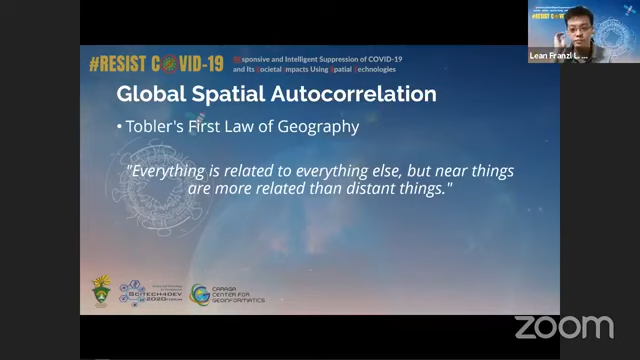 #RESIST COVID-19
Responsive and Intelligent Suppression of COVID-19
and Its Societal Impacts Using Spatial Technologies
Global Spatial Autocorrelation
• Tobler's First Law of Geography
"Everything is related to everything else, but near things
are more related than distant things."
SCITECH4DEV
2020
CARAGA
CENTER FOR
GEOINFORMATICS
Lean Franzl L.
zoom